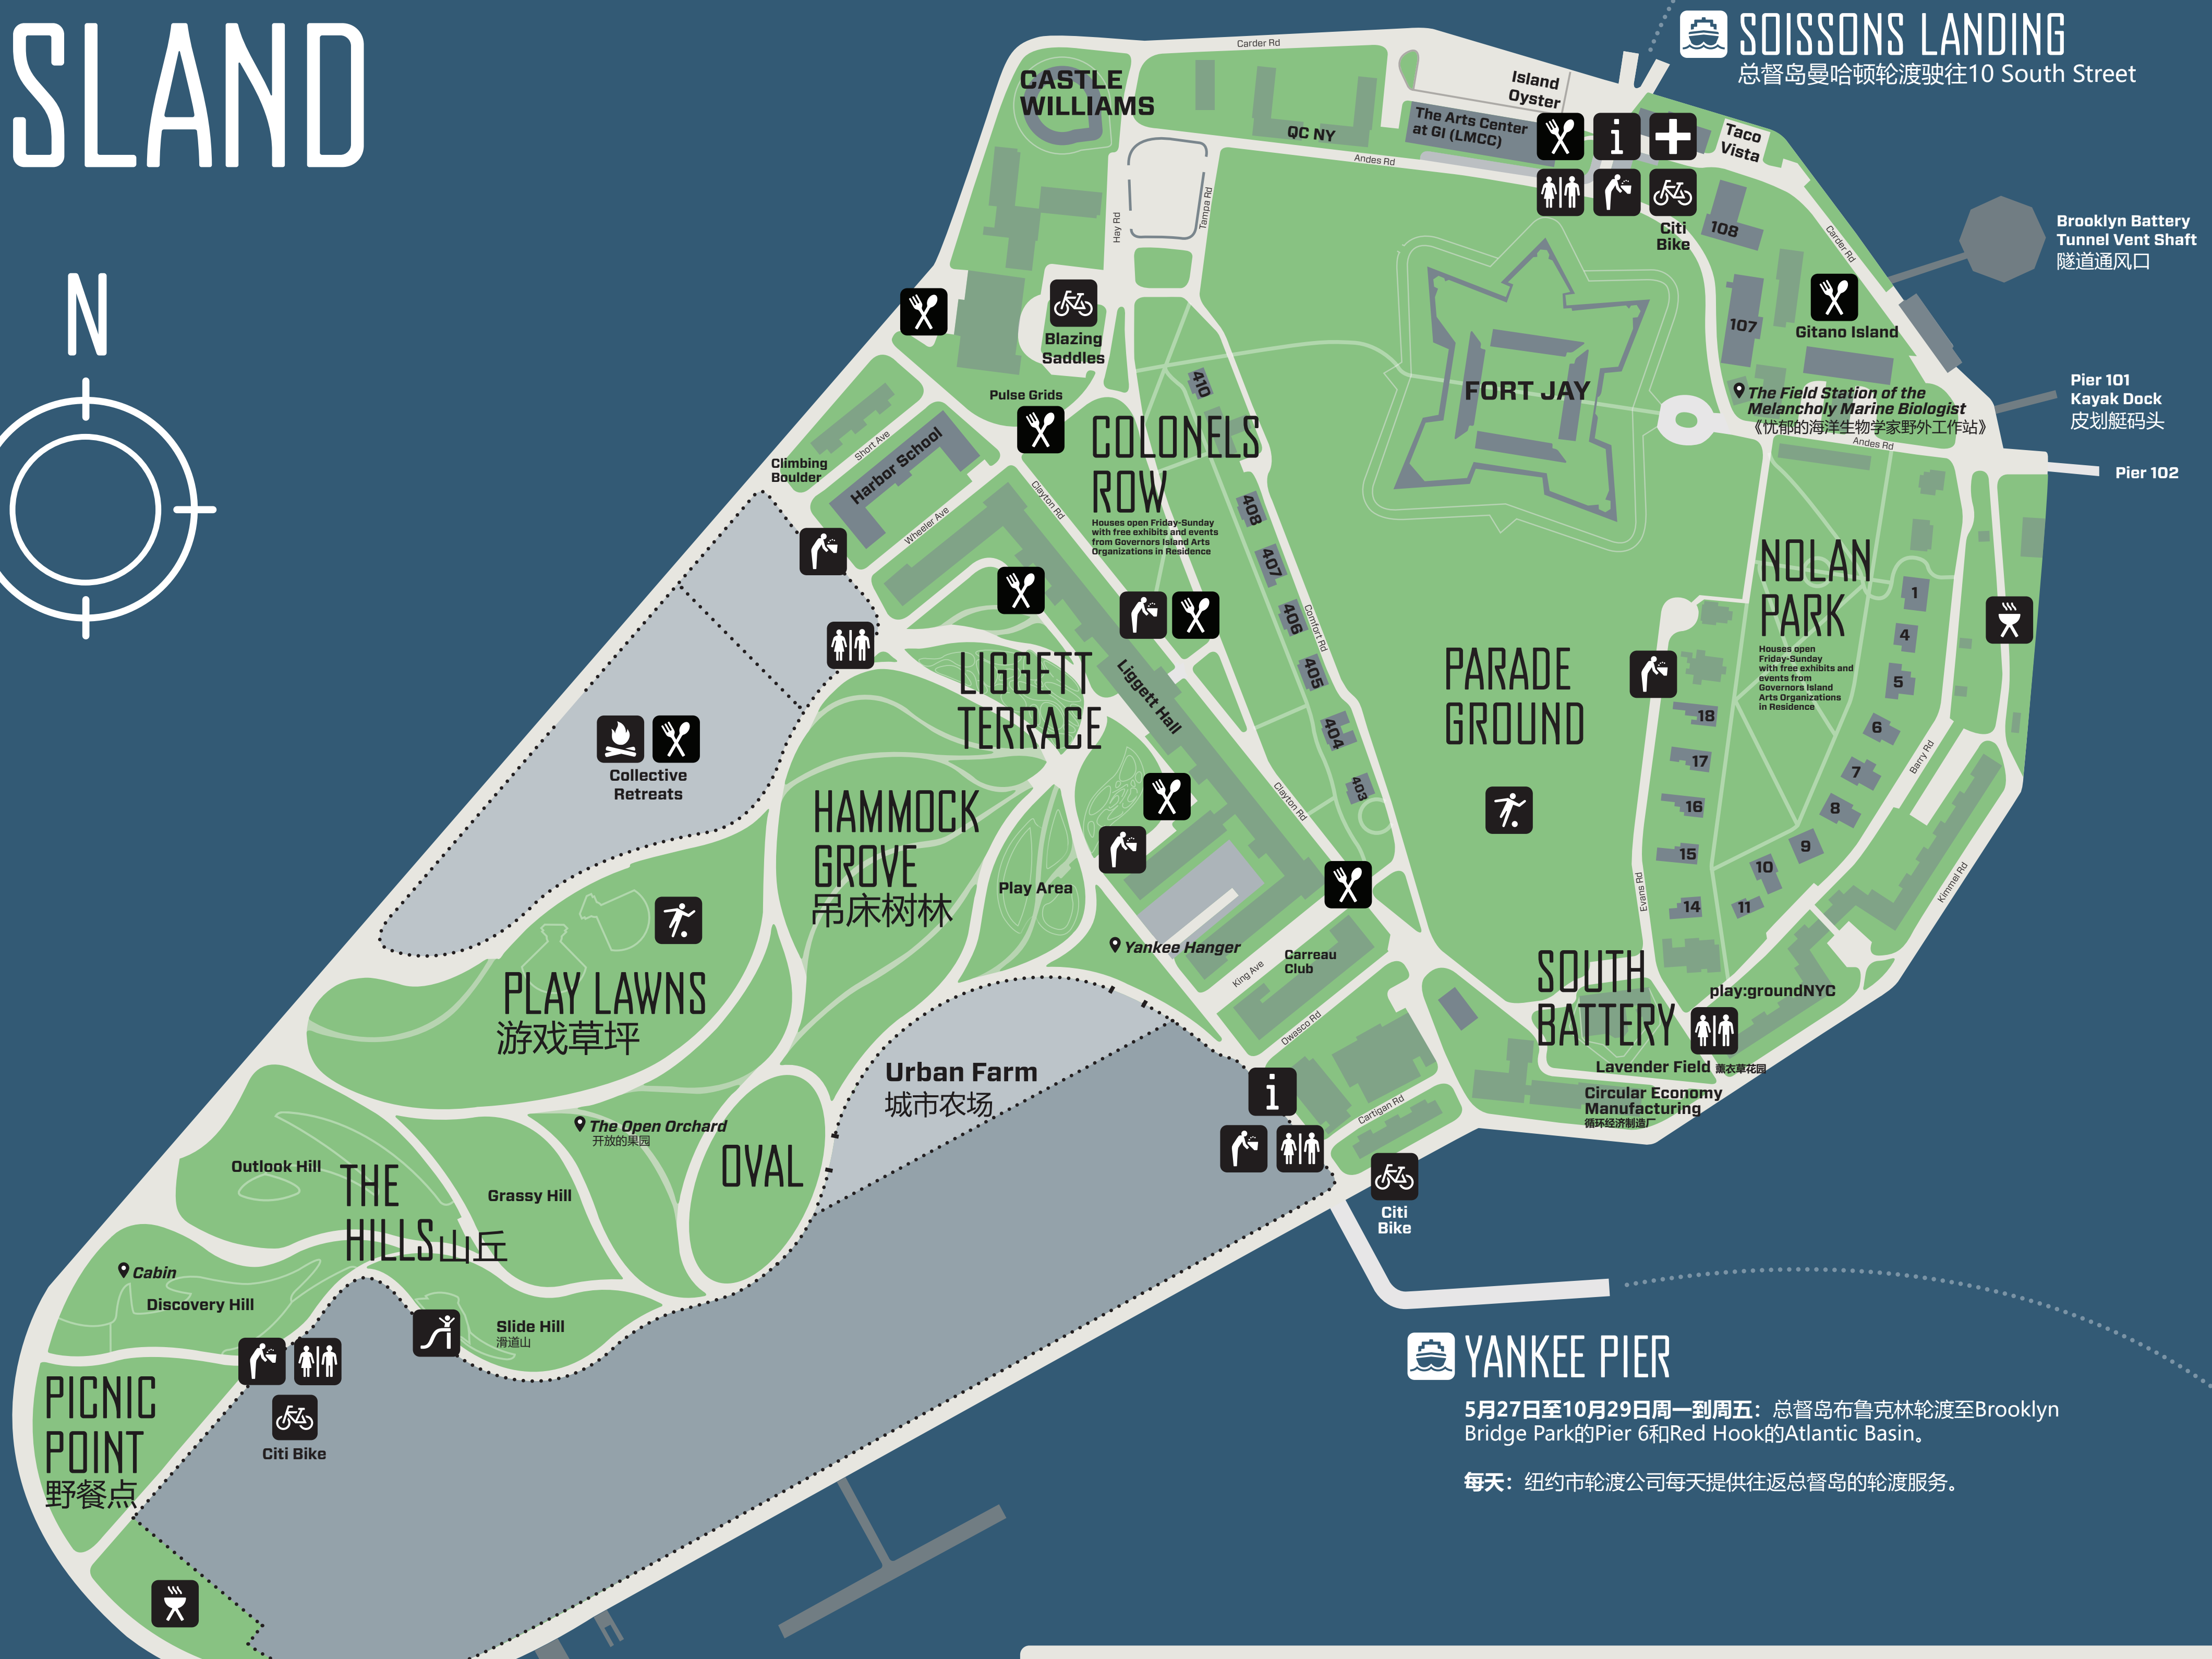 SLAND
N
SOISSONS LANDING
总督岛曼哈顿轮渡驶往10 South Street
Carder Rd
CASTLE
WILLIAMS
QC NY
Island
Oyster
The Arts Center
at GI (LMCC)
Andes Rd
Taco
Vista
Citi
Bike
108
Carder Rd
Brooklyn Battery
Tunnel Vent Shaft
隧道通风口
Hay Rd
Tampa Rd
107
Gitano Island
Blazing
Saddles
FORT JAY
The Field Station of the
Melancholy Marine Biologist
《忧郁的海洋生物学家野外工作站》
Andes Rd
Pier 101
Kayak Dock
皮划艇码头
Pier 102
Pulse Grids
410
COLONELS
ROW
Houses open Friday-Sunday
with free exhibits and events
from Governors Island Arts
Organizations in Residence
Climbing
Boulder
Short Ave
Harbor School
Wheeler Ave
Clayton Rd
408
407
406
405
404
403
Comfort Rd
NOLAN
PARK
Houses open
Friday-Sunday
with free exhibits and
events from
Governors Island
Arts Organizations
in Residence
1
4
5
6
7
8
9
10
11
18
17
16
15
14
Barry Rd
Evans Rd
Kimmel Rd
LIGGETT
TERRACE
Liggett Hall
PARADE
GROUND
Collective
Retreats
HAMMOCK
GROVE
吊床树林
Clayton Rd
Play Area
Yankee Hanger
King Ave
Carreau
Club
PLAY LAWNS
游戏草坪
SOUTH
BATTERY
play:groundNYC
Lavender Field 薰衣草花园
Circular Economy
Manufacturing
循环经济制造厂
Owasco Rd
Urban Farm
城市农场
Cartigan Rd
The Open Orchard
开放的果园
OVAL
Outlook Hill
THE
HILLS山丘
Grassy Hill
Citi
Bike
Cabin
Discovery Hill
Slide Hill
滑道山
Citi Bike
PICNIC
POINT
野餐点
YANKEE PIER
5月27日至10月29日周一到周五：总督岛布鲁克林轮渡至Brooklyn
Bridge Park的Pier 6和Red Hook的Atlantic Basin。
每天：纽约市轮渡公司每天提供往返总督岛的轮渡服务。